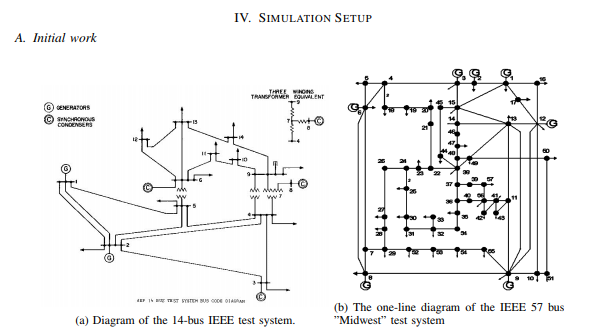 IV. SIMULATION SETUP
A. Initial work
G GENERATORS
C SYNCHRONOUS
CONDENSERS
THREE WINDING
TRANSFORMER EQUIVALENT
9
7
C
8
4
13
12
14
11
10
9
C
6
C
8
7
G
1
5
4
2
G
3
C
AEP 14 BUS TEST SYSTEM BUS CODE DIAGRAM
(a) Diagram of the 14-bus IEEE test system.
5 4 G G G 16
3 2 1
17
G 6 18 19 20 45 15
14 13 12 G
21 46
47
44 48 60
26 24 49
23 22 38
37 39 57
25 36 40 56 41 11
27 30 33 35 42 43
28 31 32 34
7 29 52 53 54 55
8 9 10 51
G G
(b) The one-line diagram of the IEEE 57 bus
"Midwest" test system